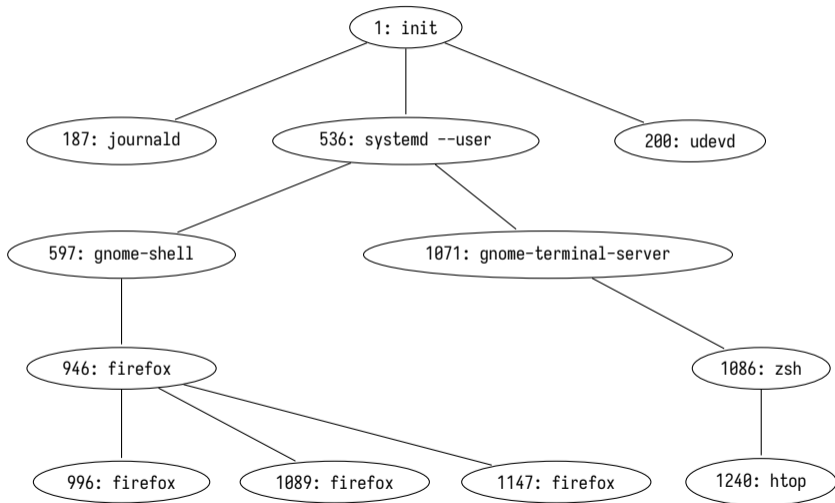 1: init
187: journald
536: systemd --user
200: udevd
597: gnome-shell
1071: gnome-terminal-server
946: firefox
1086: zsh
996: firefox
1089: firefox
1147: firefox
1240: htop